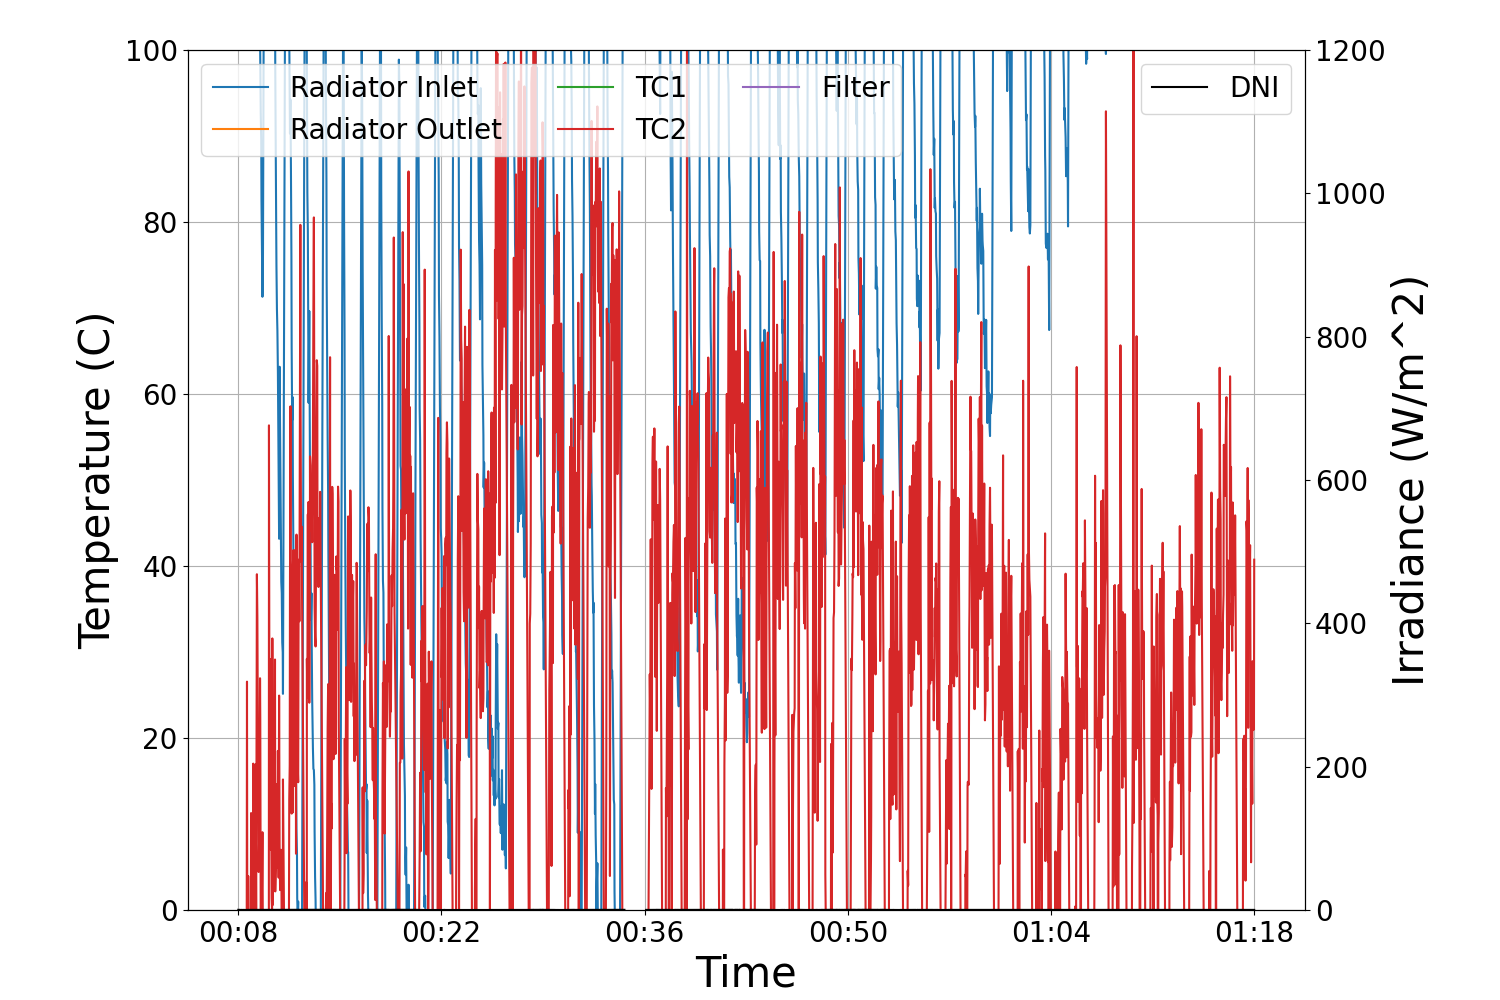 Radiator Inlet
Radiator Outlet
TC1
TC2
Filter
DNI
100
80
60
40
20
0
Temperature (C)
1200
1000
800
600
400
200
0
Irradiance (W/m^2)
00:08 00:22 00:36 00:50 01:04 01:18
Time